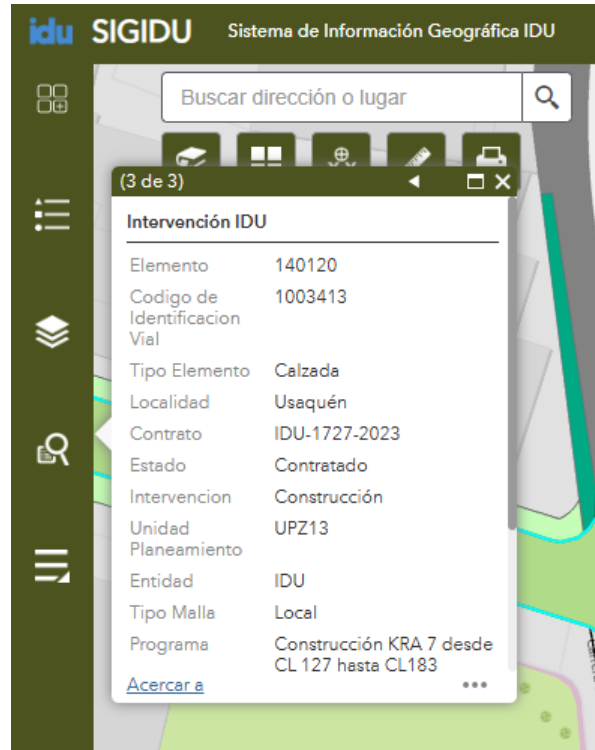 idu SIGIDU Sistema de Información Geográfica IDU
Buscar dirección o lugar
(3 de 3)
Intervención IDU
Elemento 140120
Codigo de 1003413
Identificacion
Vial
Tipo Elemento Calzada
Localidad Usaquén
Contrato IDU-1727-2023
Estado Contratado
Intervencion Construcción
Unidad UPZ13
Planeamiento
Entidad IDU
Tipo Malla Local
Programa Construcción KRA 7 desde
CL 127 hasta CL183
Acercar a